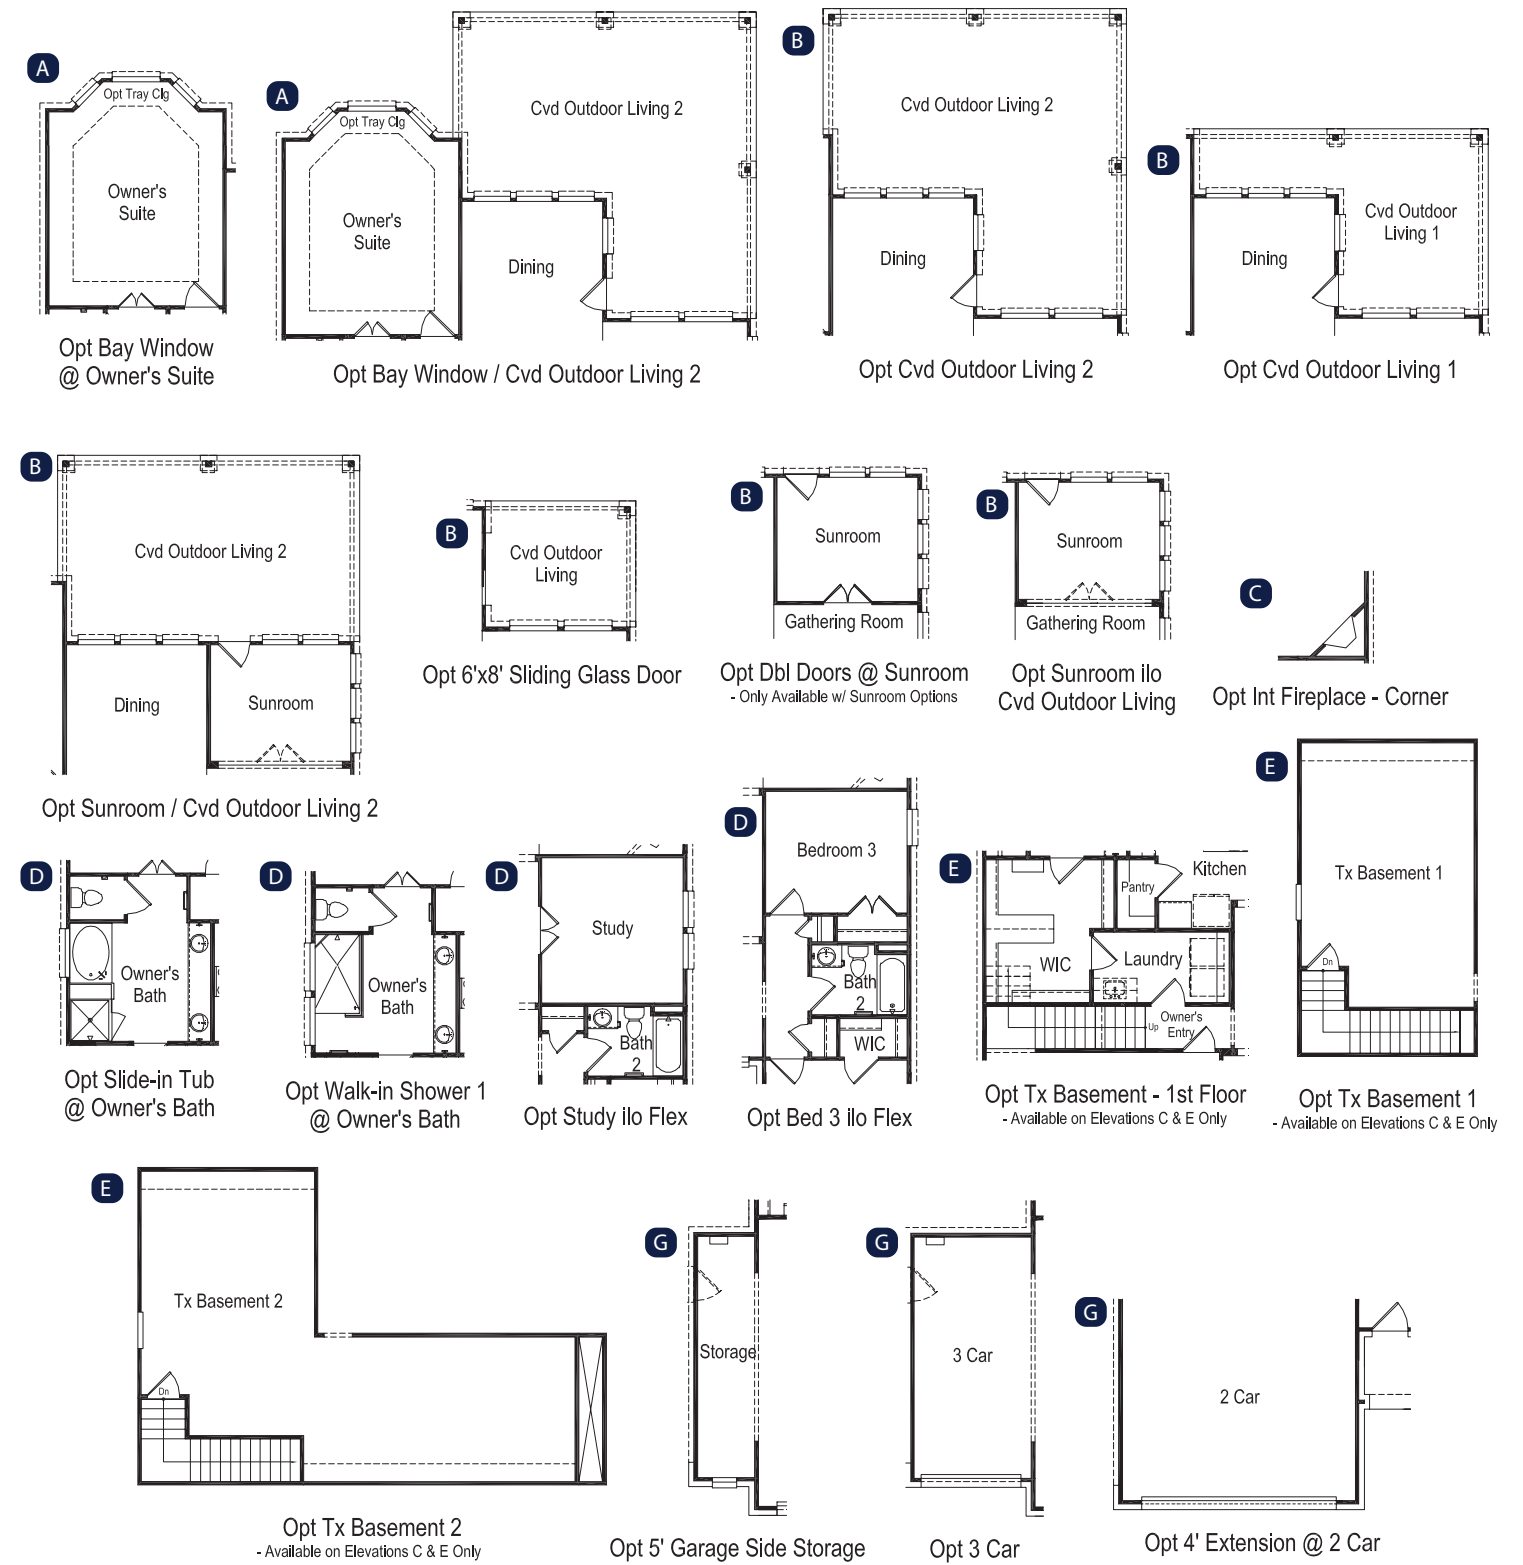 A
Opt Tray Clg
Owner's
Suite
Opt Bay Window
@ Owner's Suite
A
Opt Tray Clg
Owner's
Suite
Cvd Outdoor Living 2
Dining
Opt Bay Window / Cvd Outdoor Living 2
B
Cvd Outdoor Living 2
Dining
Opt Cvd Outdoor Living 2
B
Cvd Outdoor
Living 1
Dining
Opt Cvd Outdoor Living 1
B
Cvd Outdoor Living 2
Dining
Sunroom
Opt Sunroom / Cvd Outdoor Living 2
B
Cvd Outdoor
Living
Opt 6'x8' Sliding Glass Door
B
Sunroom
Gathering Room
Opt Dbl Doors @ Sunroom
- Only Available w/ Sunroom Options
B
Sunroom
Gathering Room
Opt Sunroom ilo
Cvd Outdoor Living
C
Opt Int Fireplace - Corner
D
Owner's
Bath
Opt Slide-in Tub
@ Owner's Bath
D
Owner's
Bath
Opt Walk-in Shower 1
@ Owner's Bath
D
Study
Bath
2
Opt Study ilo Flex
D
Bedroom 3
Bath
2
WIC
Opt Bed 3 ilo Flex
E
Kitchen
Pantry
WIC
Laundry
Owner's
Entry
Up
Opt Tx Basement - 1st Floor
- Available on Elevations C & E Only
E
Tx Basement 1
Dn
Opt Tx Basement 1
- Available on Elevations C & E Only
E
Tx Basement 2
Dn
Opt Tx Basement 2
- Available on Elevations C & E Only
G
Storage
Opt 5' Garage Side Storage
G
3 Car
Opt 3 Car
G
2 Car
Opt 4' Extension @ 2 Car